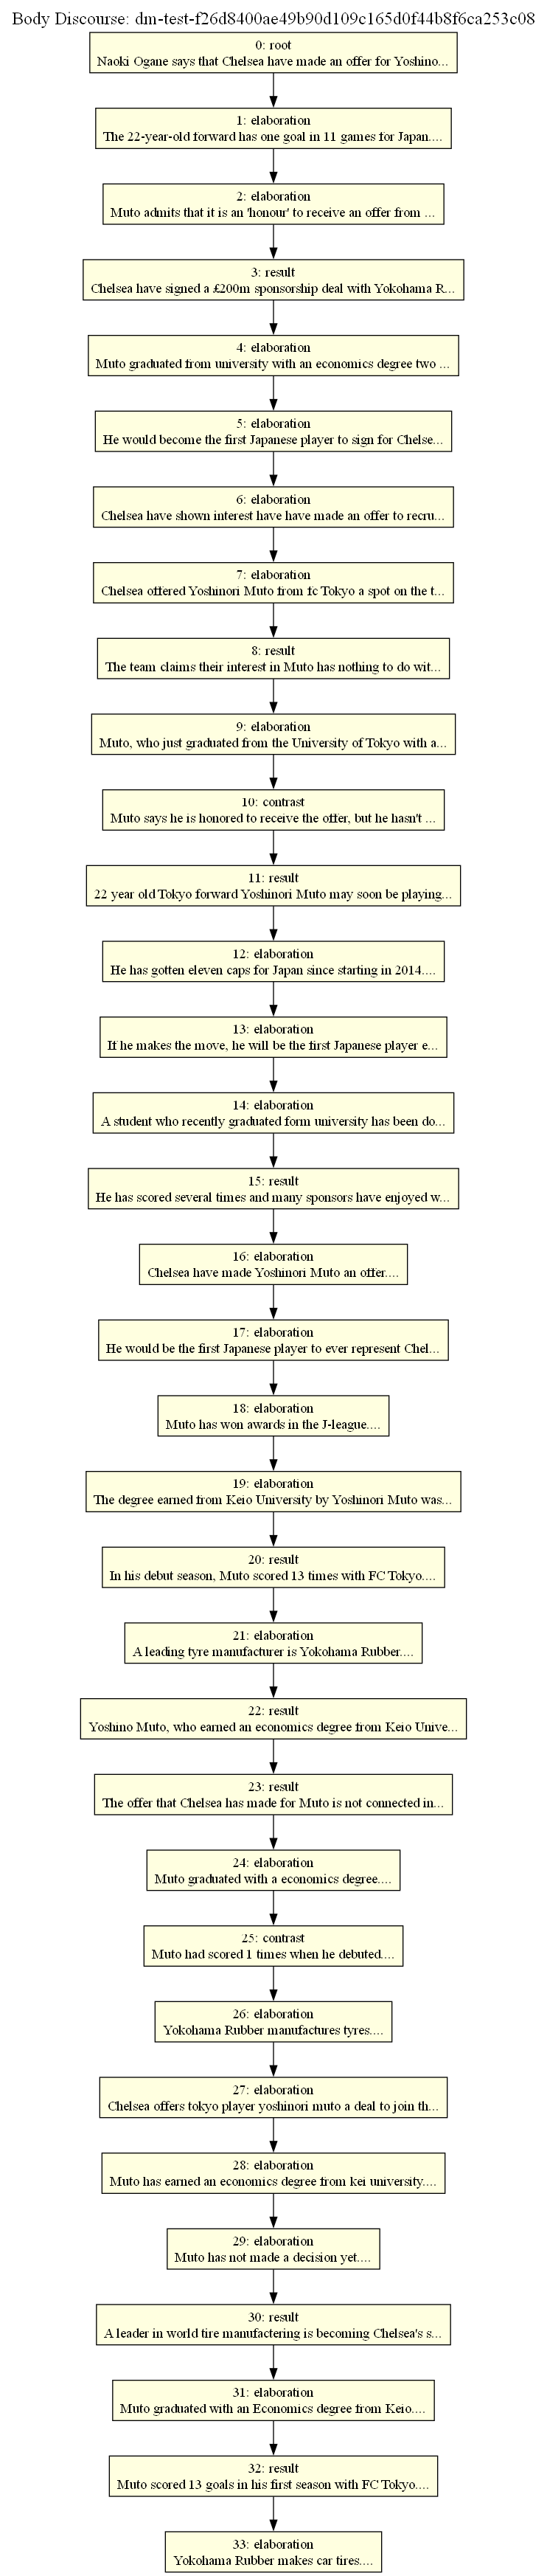 Body Discourse: dm-test-f26d8400ae49b90d109c165d0f44b8f6ca253c08
0: root
Naoki Ogane says that Chelsea have made an offer for Yoshino...
1: elaboration
The 22-year-old forward has one goal in 11 games for Japan....
2: elaboration
Muto admits that it is an 'honour' to receive an offer from ...
3: result
Chelsea have signed a £200m sponsorship deal with Yokohama R...
4: elaboration
Muto graduated from university with an economics degree two ...
5: elaboration
He would become the first Japanese player to sign for Chelse...
6: elaboration
Chelsea have shown interest have have made an offer to recru...
7: elaboration
Chelsea offered Yoshinori Muto from fc Tokyo a spot on the t...
8: result
The team claims their interest in Muto has nothing to do wit...
9: elaboration
Muto, who just graduated from the University of Tokyo with a...
10: contrast
Muto says he is honored to receive the offer, but he hasn't ...
11: result
22 year old Tokyo forward Yoshinori Muto may soon be playing...
12: elaboration
He has gotten eleven caps for Japan since starting in 2014....
13: elaboration
If he makes the move, he will be the first Japanese player e...
14: elaboration
A student who recently graduated form university has been do...
15: result
He has scored several times and many sponsors have enjoyed w...
16: elaboration
Chelsea have made Yoshinori Muto an offer....
17: elaboration
He would be the first Japanese player to ever represent Chel...
18: elaboration
Muto has won awards in the J-league....
19: elaboration
The degree earned from Keio University by Yoshinori Muto was...
20: result
In his debut season, Muto scored 13 times with FC Tokyo....
21: elaboration
A leading tyre manufacturer is Yokohama Rubber....
22: result
Yoshino Muto, who earned an economics degree from Keio Unive...
23: result
The offer that Chelsea has made for Muto is not connected in...
24: elaboration
Muto graduated with a economics degree....
25: contrast
Muto had scored 1 times when he debuted....
26: elaboration
Yokohama Rubber manufactures tyres....
27: elaboration
Chelsea offers tokyo player yoshinori muto a deal to join th...
28: elaboration
Muto has earned an economics degree from kei university....
29: elaboration
Muto has not made a decision yet....
30: result
A leader in world tire manufactering is becoming Chelsea's s...
31: elaboration
Muto graduated with an Economics degree from Keio....
32: result
Muto scored 13 goals in his first season with FC Tokyo....
33: elaboration
Yokohama Rubber makes car tires....